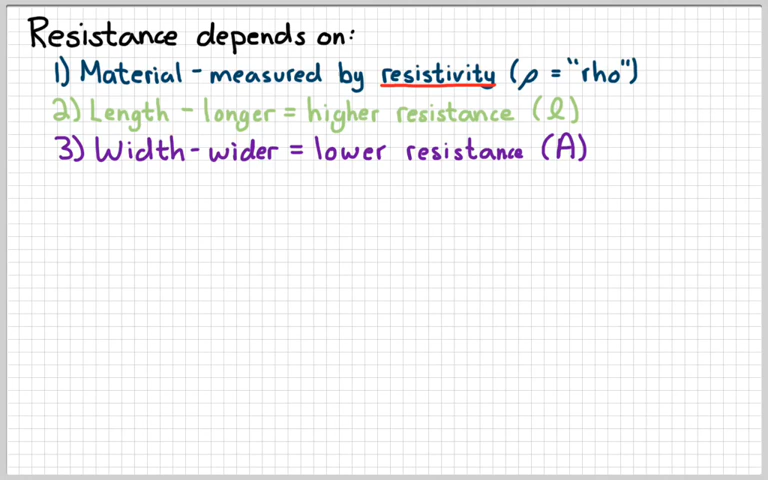 Resistance depends on:
1) Material - measured by resistivity (ρ = "rho")
2) Length - longer = higher resistance (l)
3) Width - wider = lower resistance (A)